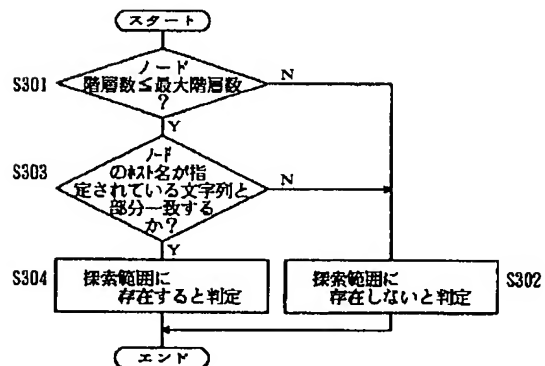 スタート
S301
ノード
階層数≦最大階層数
?
N
Y
S303
ノード
のホスト名が指
定されている文字列と
部分一致する
か?
N
Y
S304
探索範囲に
存在すると判定
探索範囲に
存在しないと判定
S302
エンド